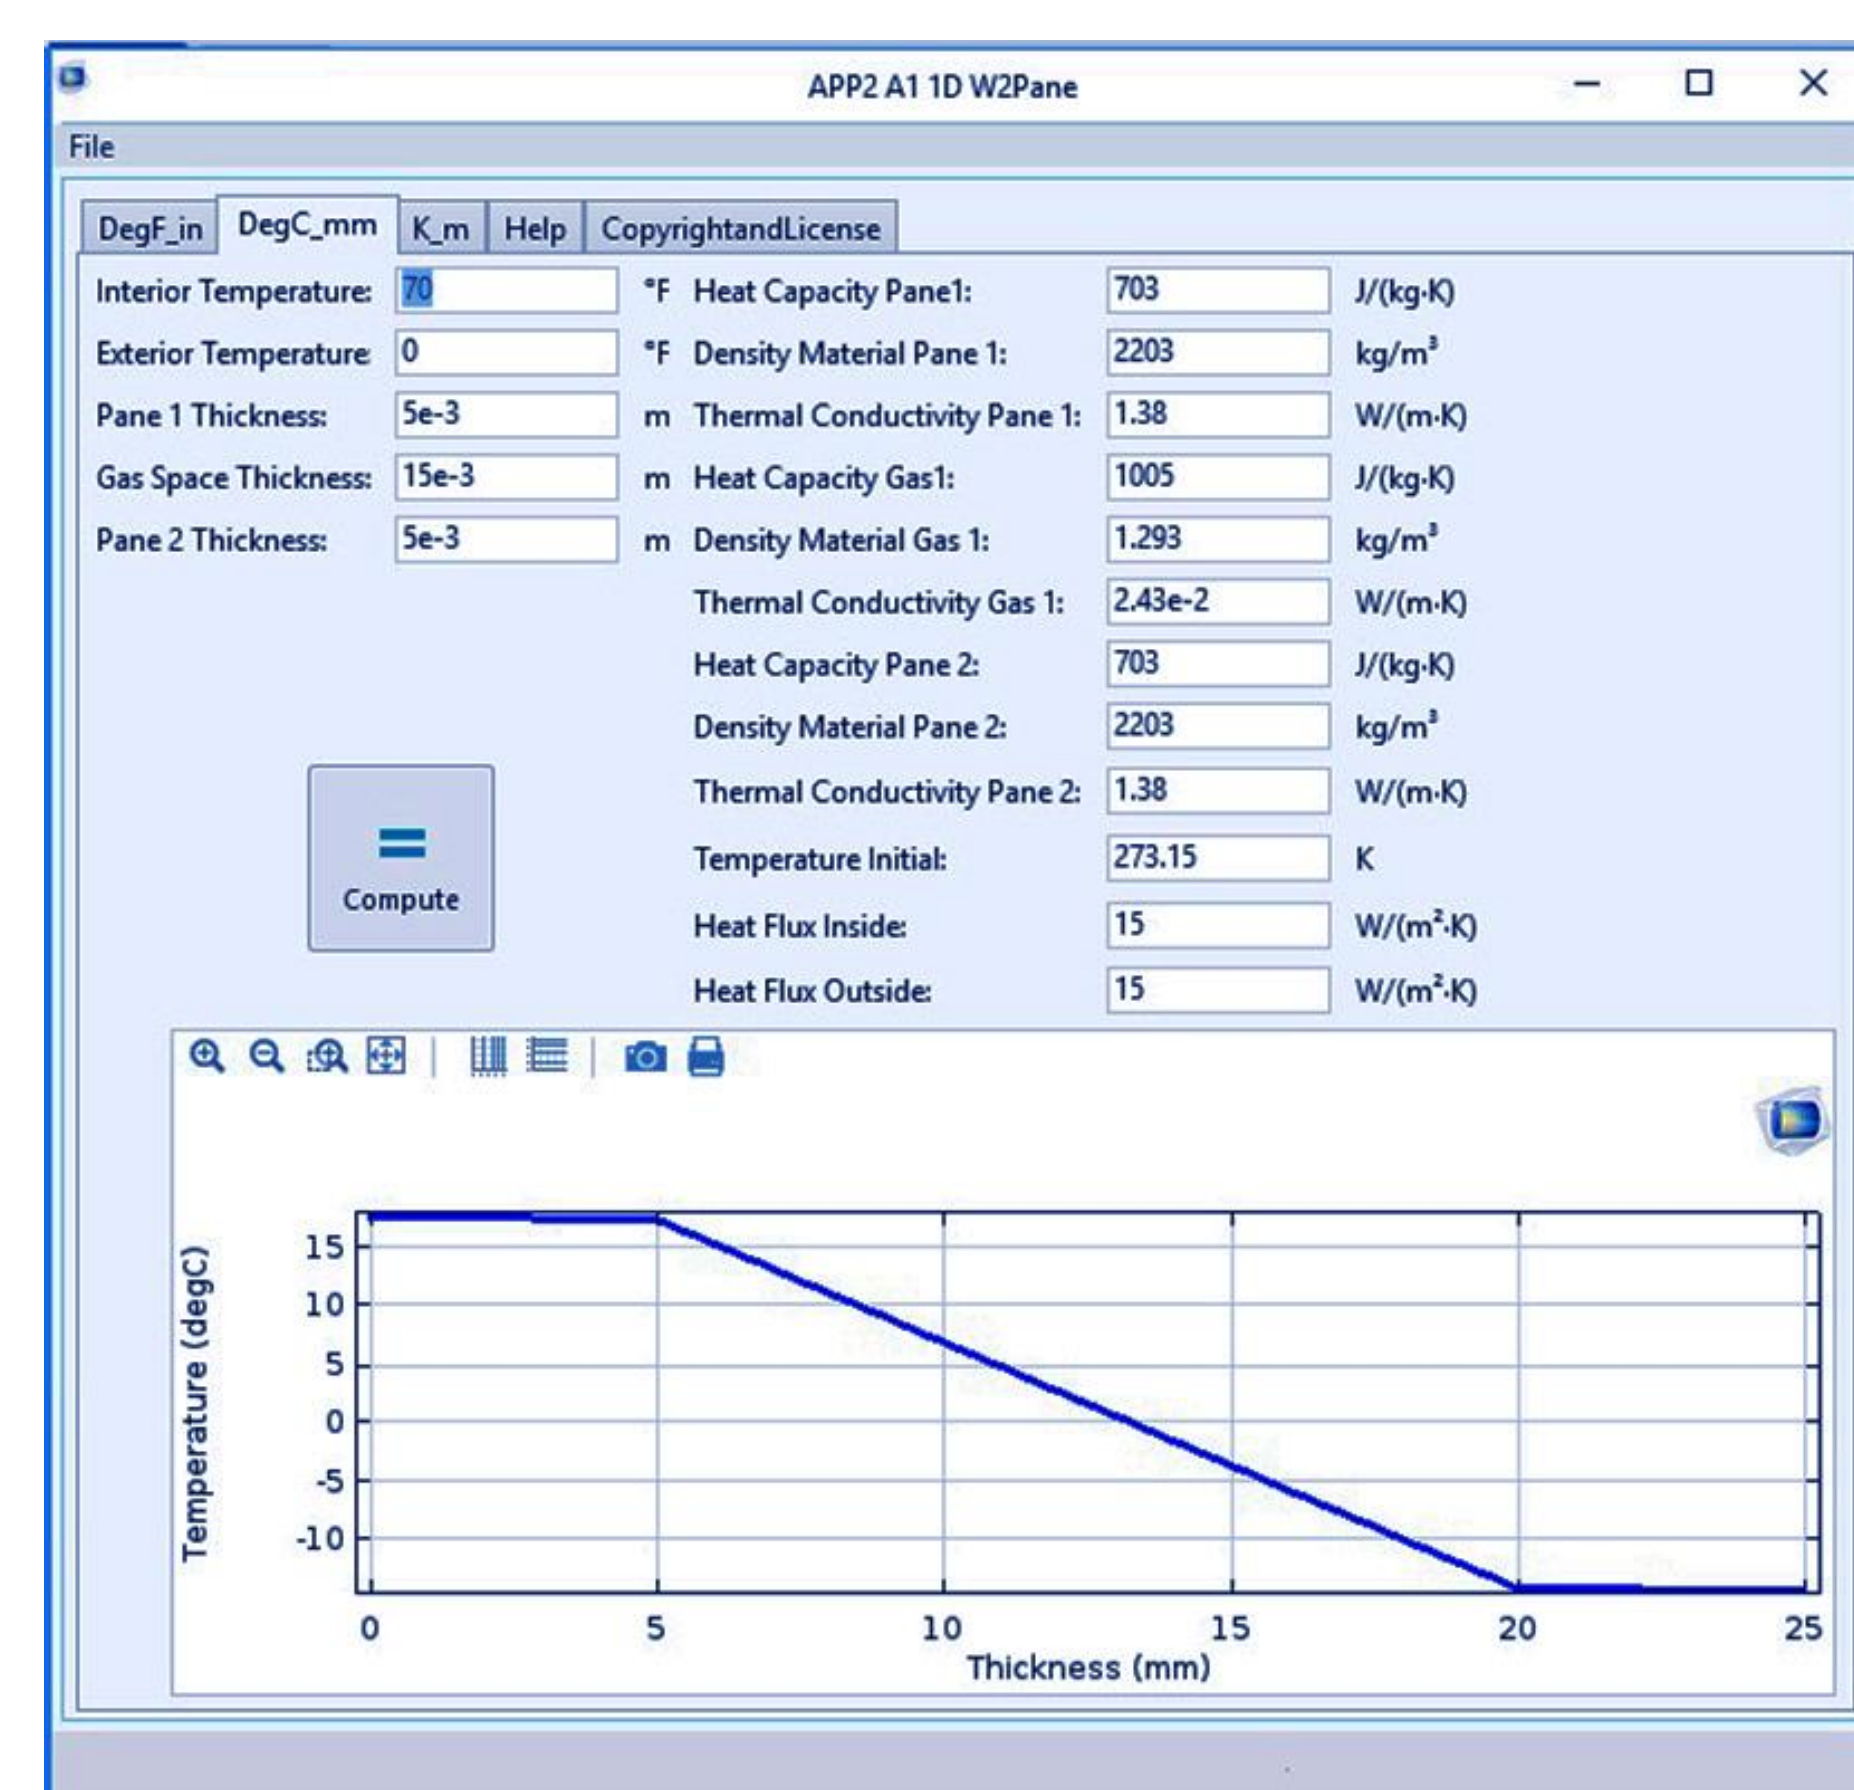 APP2 A1 1D W2Pane
File
DegF_in DegC_mm K_m Help CopyrightandLicense
Interior Temperature: 70 °F Heat Capacity Pane1: 703 J/(kg·K)
Exterior Temperature 0 °F Density Material Pane 1: 2203 kg/m³
Pane 1 Thickness: 5e-3 m Thermal Conductivity Pane 1: 1.38 W/(m·K)
Gas Space Thickness: 15e-3 m Heat Capacity Gas1: 1005 J/(kg·K)
Pane 2 Thickness: 5e-3 m Density Material Gas 1: 1.293 kg/m³
Thermal Conductivity Gas 1: 2.43e-2 W/(m·K)
Heat Capacity Pane 2: 703 J/(kg·K)
Density Material Pane 2: 2203 kg/m³
Thermal Conductivity Pane 2: 1.38 W/(m·K)
Temperature Initial: 273.15 K
Heat Flux Inside: 15 W/(m²·K)
Heat Flux Outside: 15 W/(m²·K)
Compute
Temperature (degC)
15
10
5
0
-5
-10
0 5 10 15 20 25
Thickness (mm)